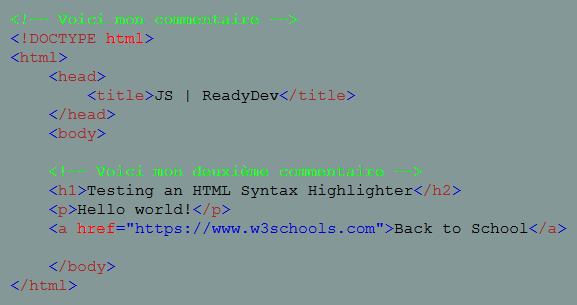 <!-- Voici mon commentaire -->
<!DOCTYPE html>
<html>
<head>
<title>JS | ReadyDev</title>
</head>
<body>
<!-- Voici mon deuxième commentaire -->
<h1>Testing an HTML Syntax Highlighter</h2>
<p>Hello world!</p>
<a href="https://www.w3schools.com">Back to School</a>
</body>
</html>